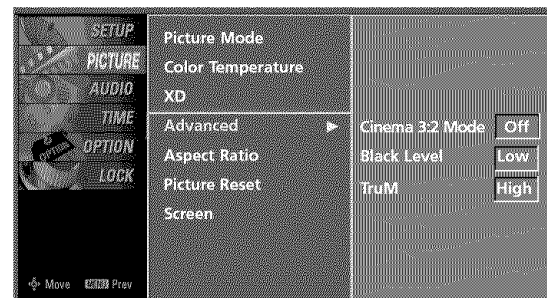 SETUP
PICTURE
AUDIO
TIME
OPTION
LOCK
Move MENU Prev
Picture Mode
Color Temperature
XD
Advanced ▶
Aspect Ratio
Picture Reset
Screen
Cinema 3:2 Mode Off
Black Level Low
TruM High
OPTION